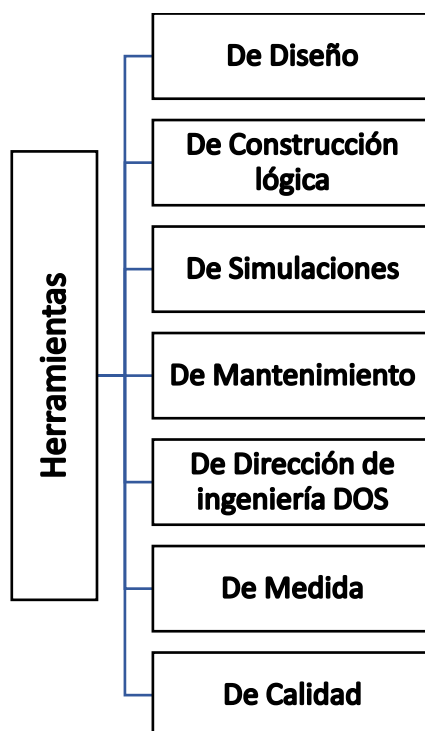 Herramientas
De Diseño
De Construcción
lógica
De Simulaciones
De Mantenimiento
De Dirección de
ingeniería DOS
De Medida
De Calidad